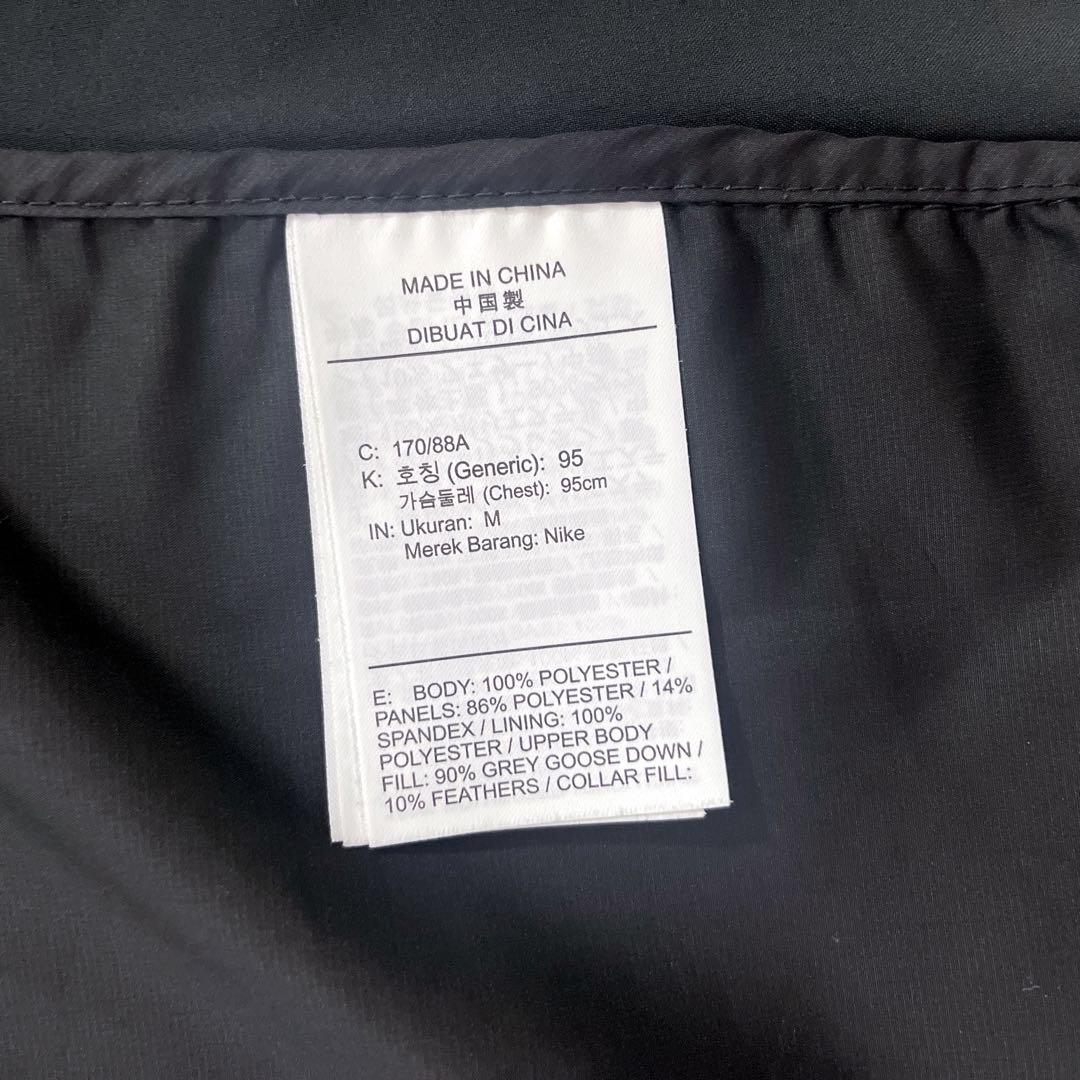 MADE IN CHINA
中国製
DIBUAT DI CINA
C: 170/88A
K: 호칭 (Generic): 95
가슴둘레 (Chest): 95cm
IN: Ukuran: M
Merek Barang: Nike
E: BODY: 100% POLYESTER /
PANELS: 86% POLYESTER / 14%
SPANDEX / LINING: 100%
POLYESTER / UPPER BODY
FILL: 90% GREY GOOSE DOWN /
10% FEATHERS / COLLAR FILL: